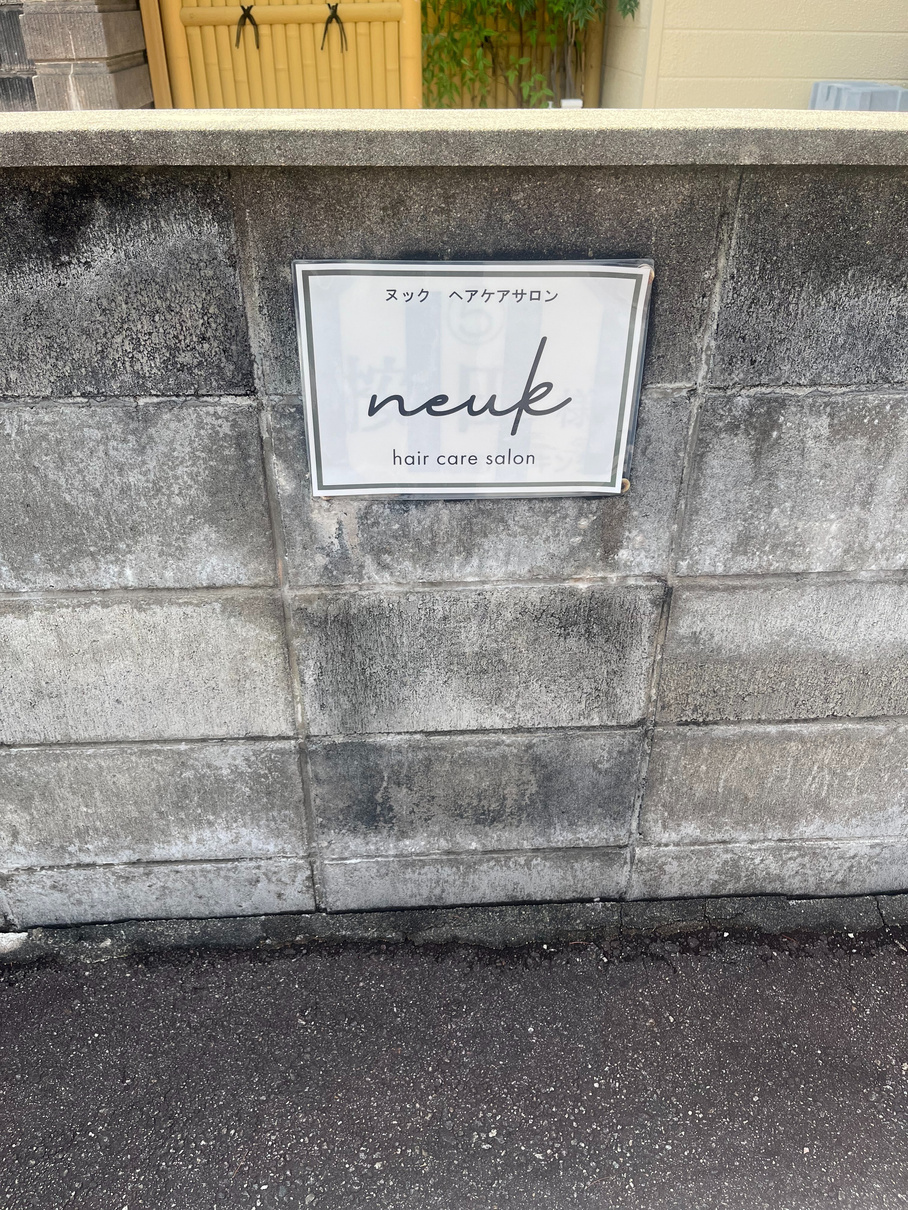 ヌック　ヘアケアサロン
neuk
hair care salon